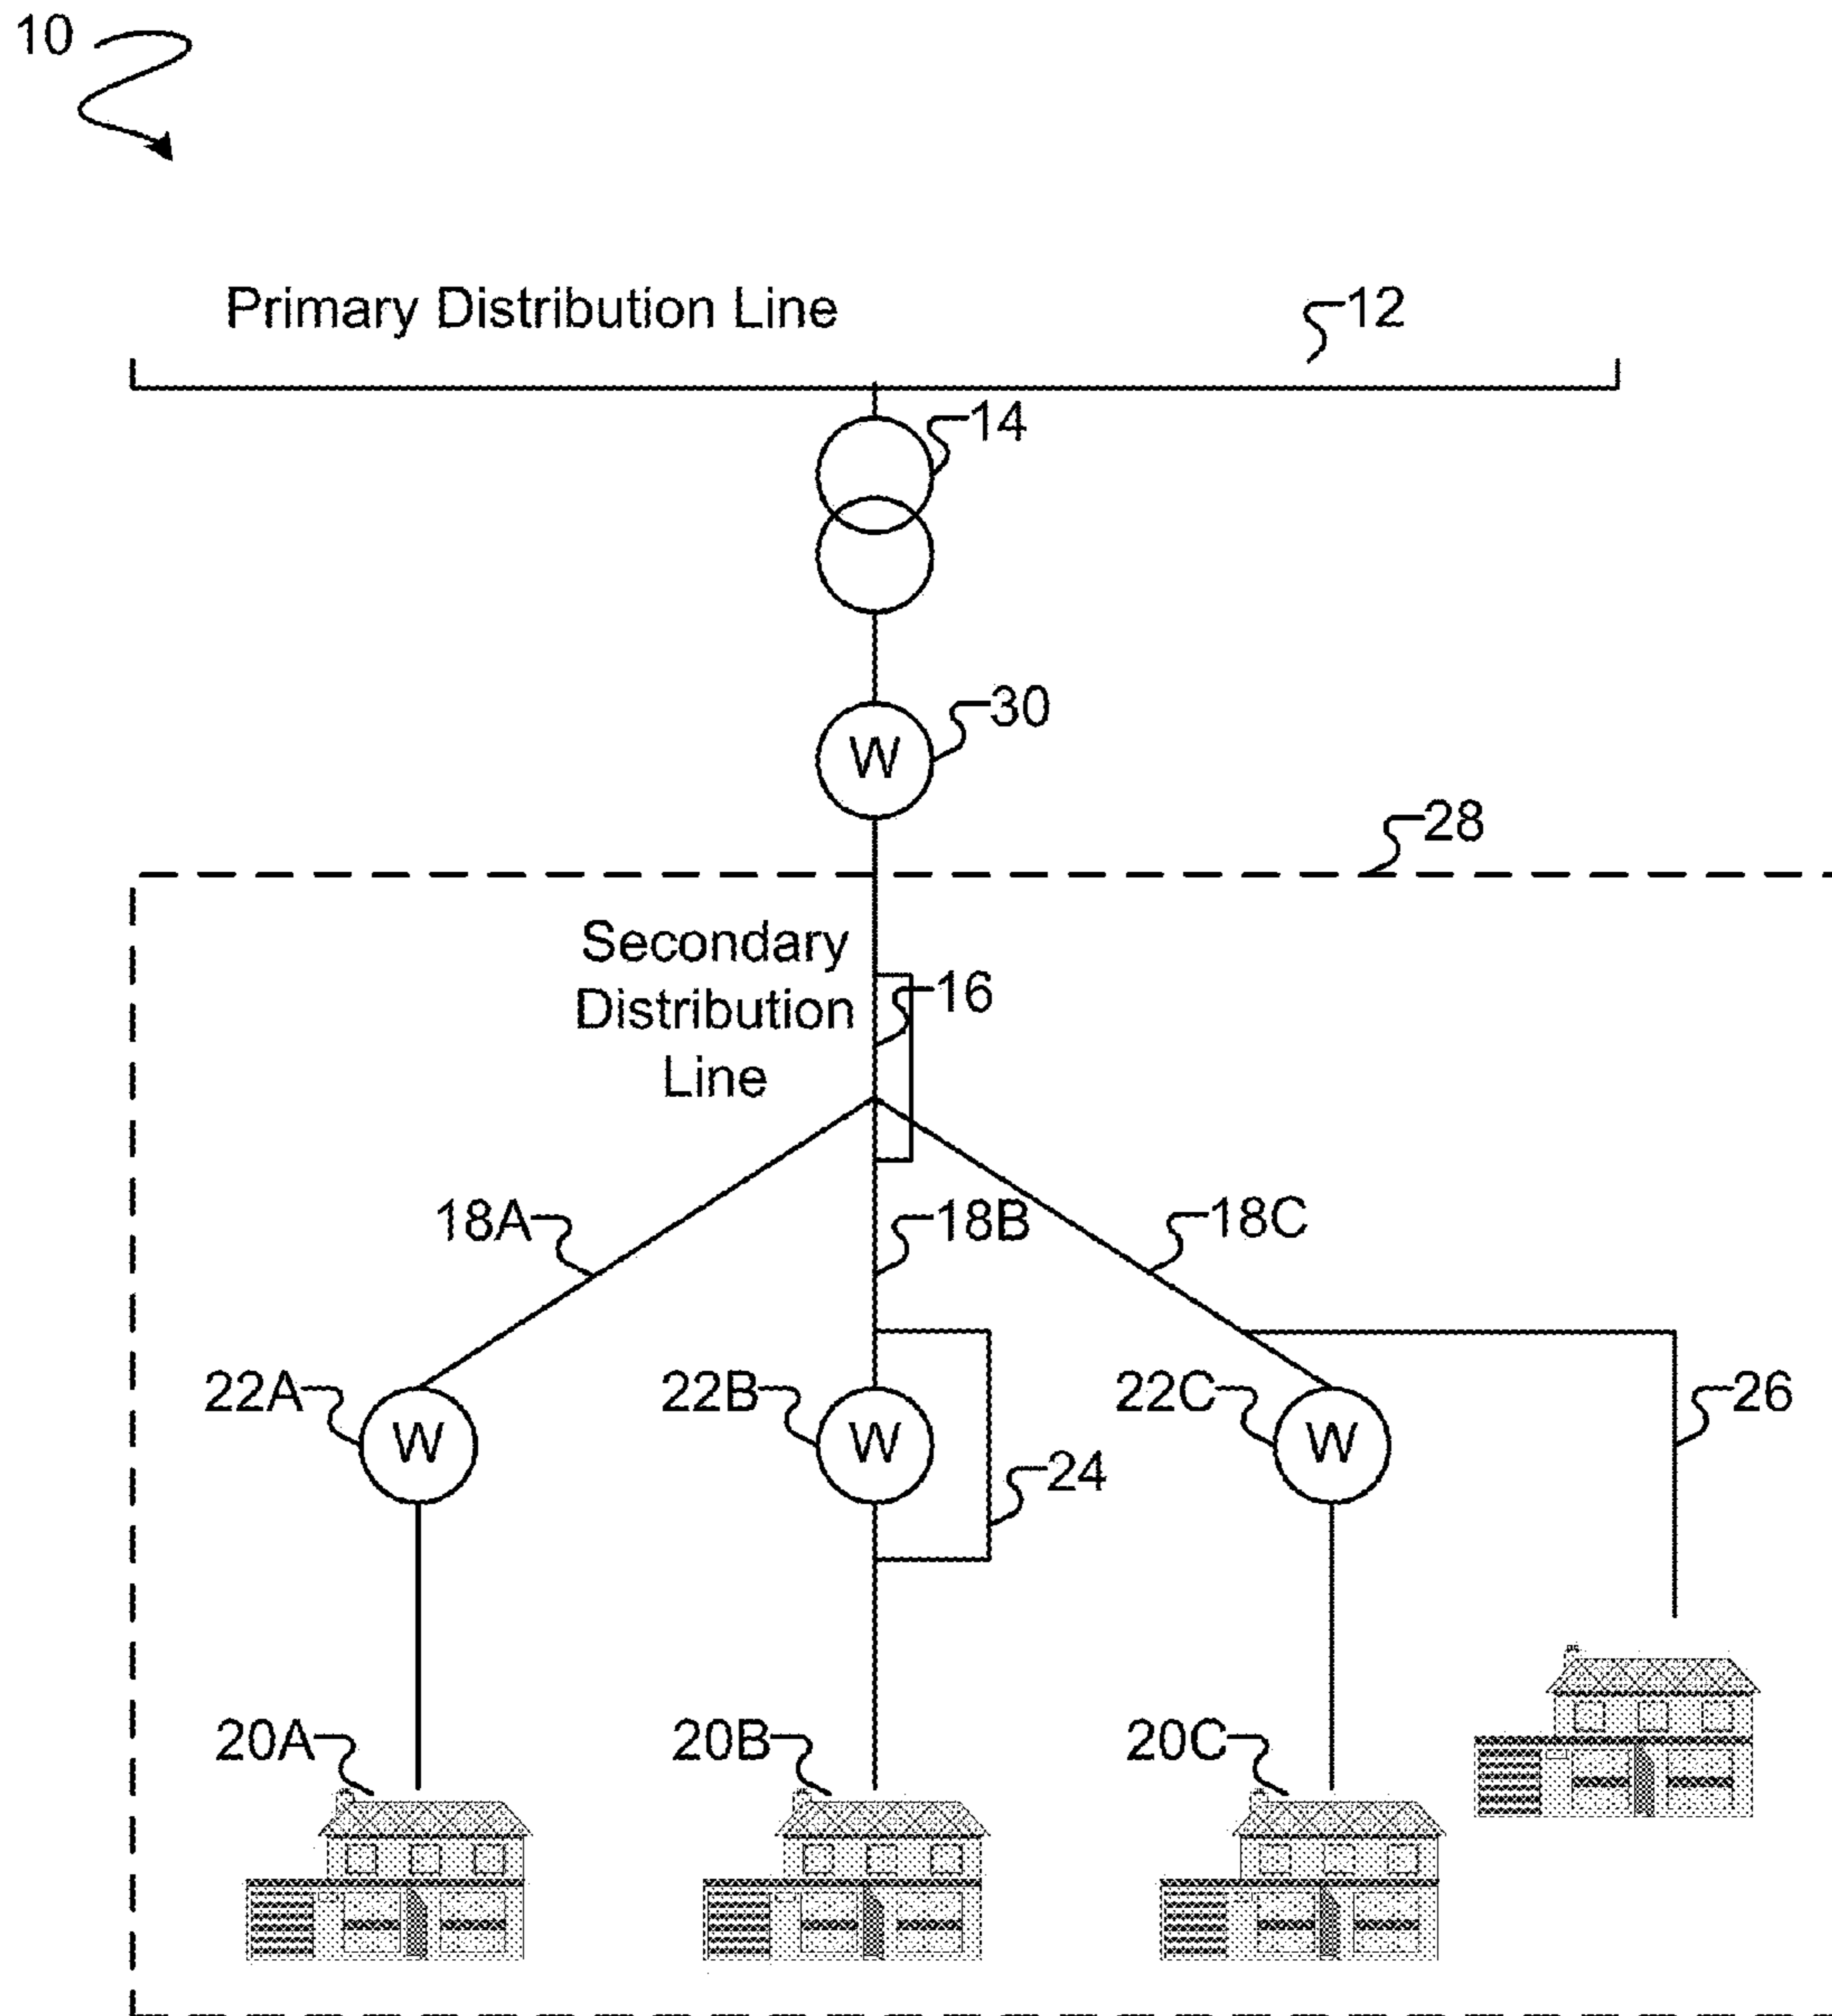 10
Primary Distribution Line
12
14
W
30
28
Secondary
Distribution
Line
16
18A
18B
18C
22A
W
22B
W
22C
W
26
24
20A
20B
20C